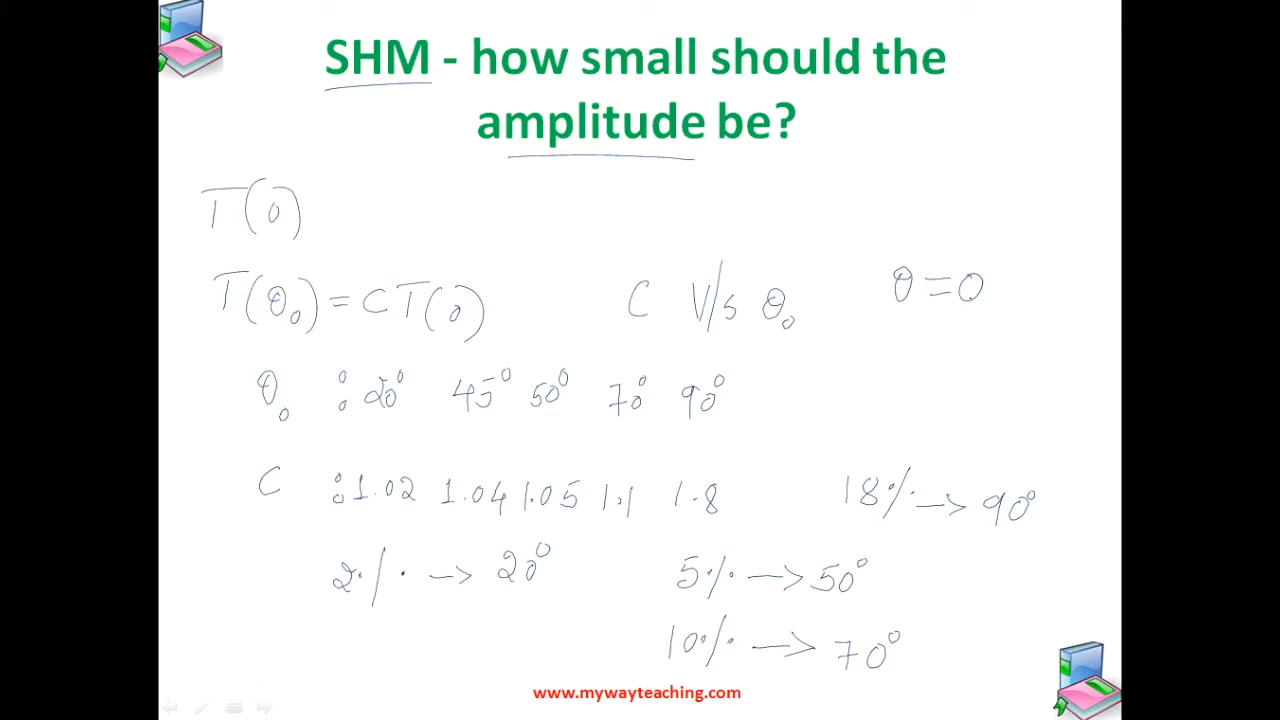 SHM - how small should the
amplitude be?
T(0)
T(θ₀) = C T(0) C V/s θ₀ θ = 0
θ₀ : 20° 45° 50° 70° 90°
C : 1.02 1.04 1.05 1.1 1.8 18% → 90°
2% → 20° 5% → 50°
10% → 70°
www.mywayteaching.com